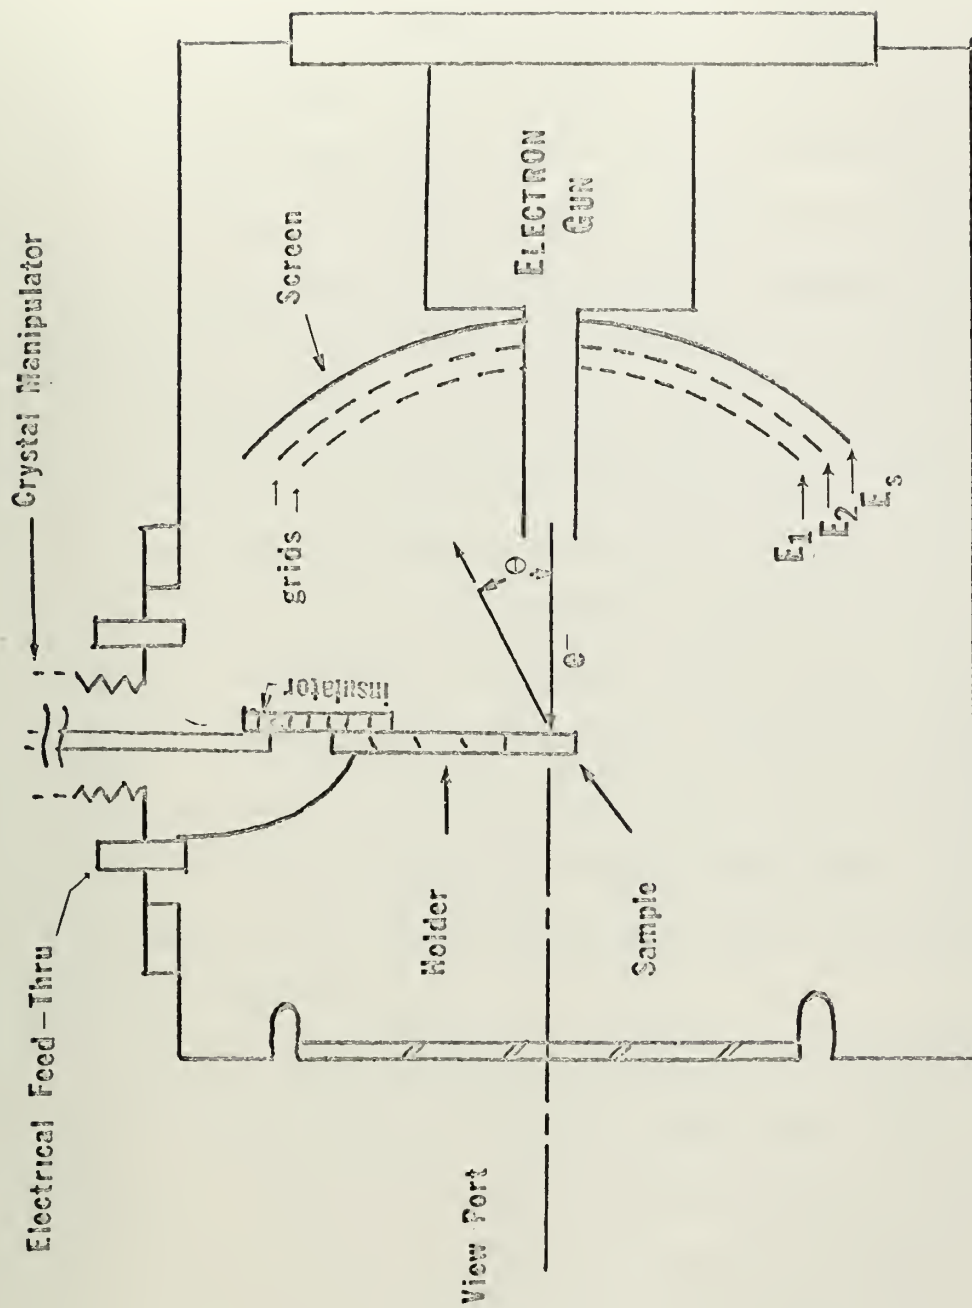 Crystal Manipulator
Electrical Feed-Thru
Screen
grids
insulator
ELECTRON
GUN
θ
e⁻
Holder
Sample
View Port
E₁
E₂
Eₛ